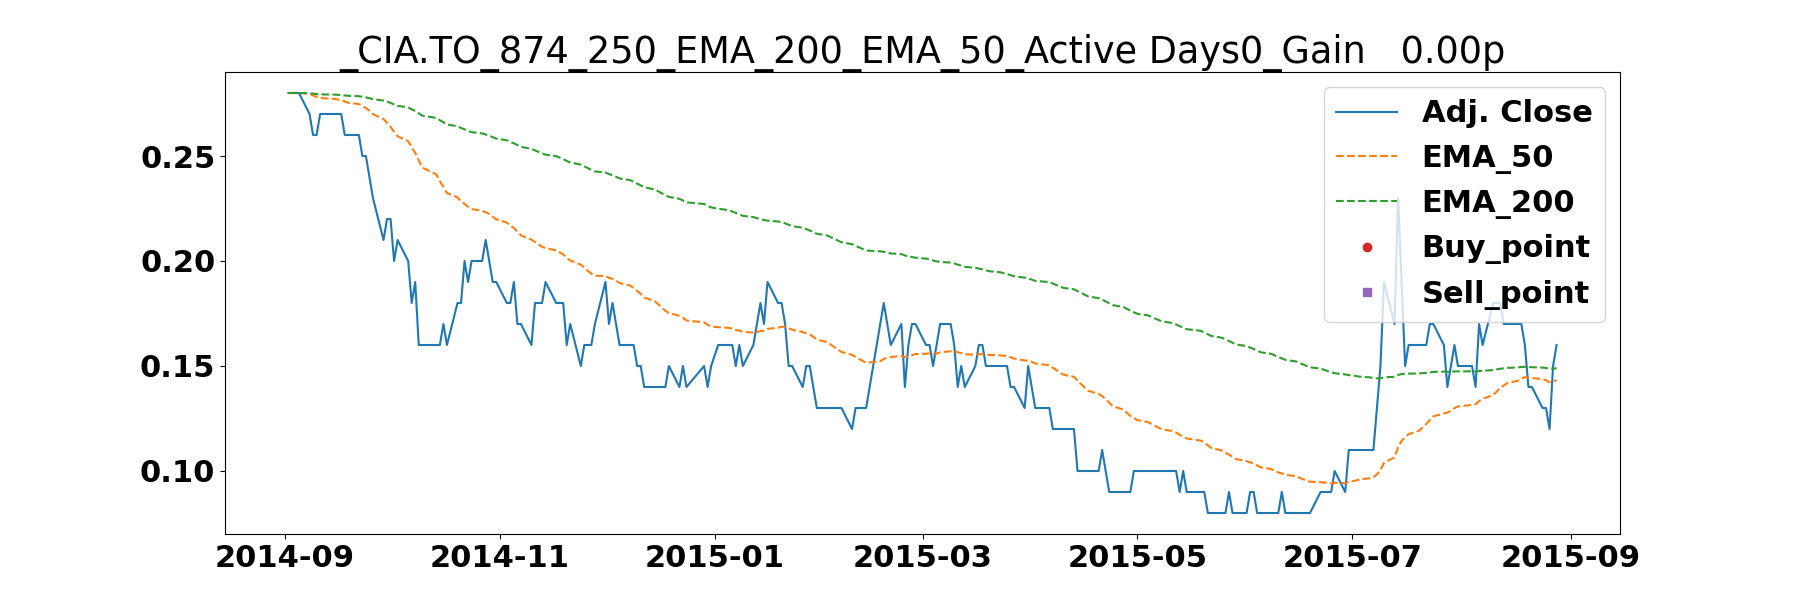 _CIA.TO_874_250_EMA_200_EMA_50_Active Days0_Gain   0.00p
Adj. Close
EMA_50
EMA_200
Buy_point
Sell_point
0.25
0.20
0.15
0.10
2014-09 2014-11 2015-01 2015-03 2015-05 2015-07 2015-09